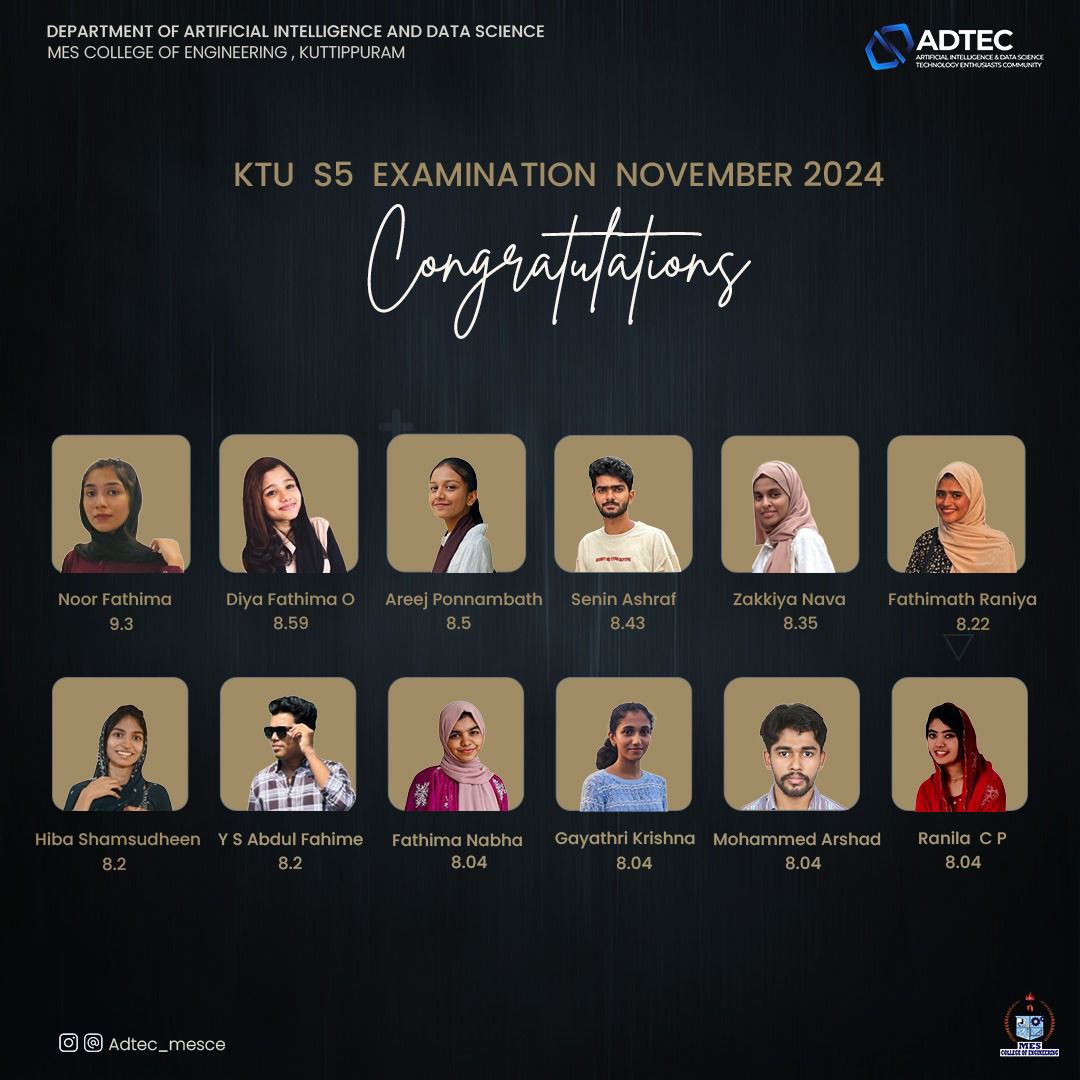 DEPARTMENT OF ARTIFICIAL INTELLIGENCE AND DATA SCIENCE
MES COLLEGE OF ENGINEERING , KUTTIPPURAM
ADTEC
ARTIFICIAL INTELLIGENCE & DATA SCIENCE
TECHNOLOGY ENTHUSIASTS COMMUNITY
KTU S5 EXAMINATION NOVEMBER 2024
Congratulations
Noor Fathima
9.3
Diya Fathima O
8.59
Areej Ponnambath
8.5
Senin Ashraf
8.43
Zakkiya Nava
8.35
Fathimath Raniya
8.22
Hiba Shamsudheen
8.2
Y S Abdul Fahime
8.2
Fathima Nabha
8.04
Gayathri Krishna
8.04
Mohammed Arshad
8.04
Ranila C P
8.04
Adtec_mesce
MES
COLLEGE OF ENGINEERING